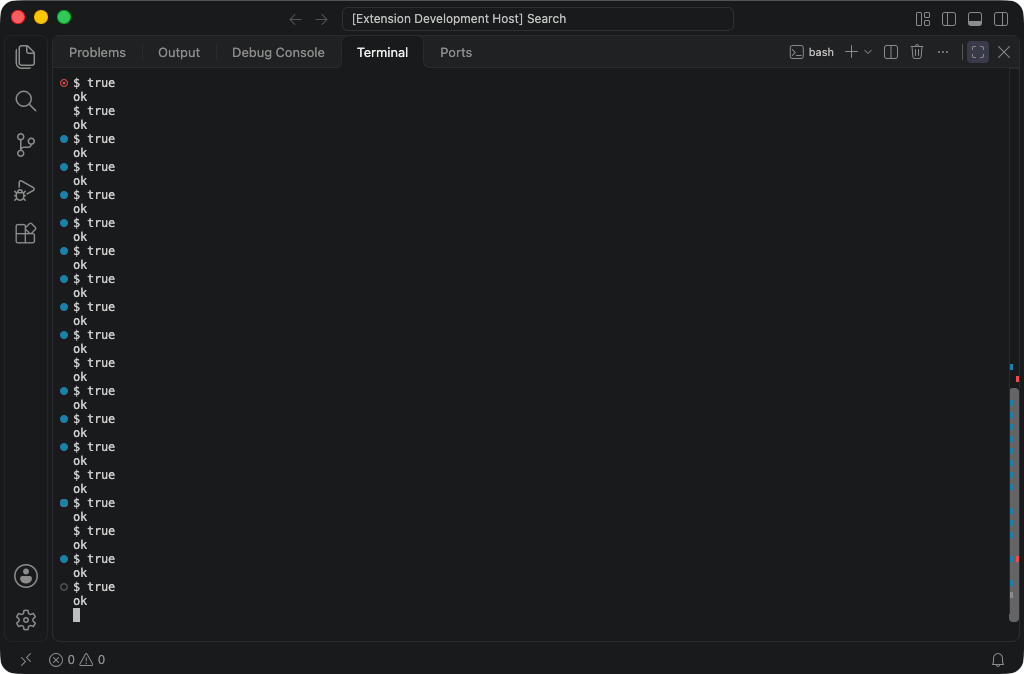 [Extension Development Host] Search
Problems Output Debug Console Terminal Ports bash
$ true
ok
$ true
ok
$ true
ok
$ true
ok
$ true
ok
$ true
ok
$ true
ok
$ true
ok
$ true
ok
$ true
ok
$ true
ok
$ true
ok
$ true
ok
$ true
ok
$ true
ok
$ true
ok
$ true
ok
$ true
ok
$ true
ok
0 0